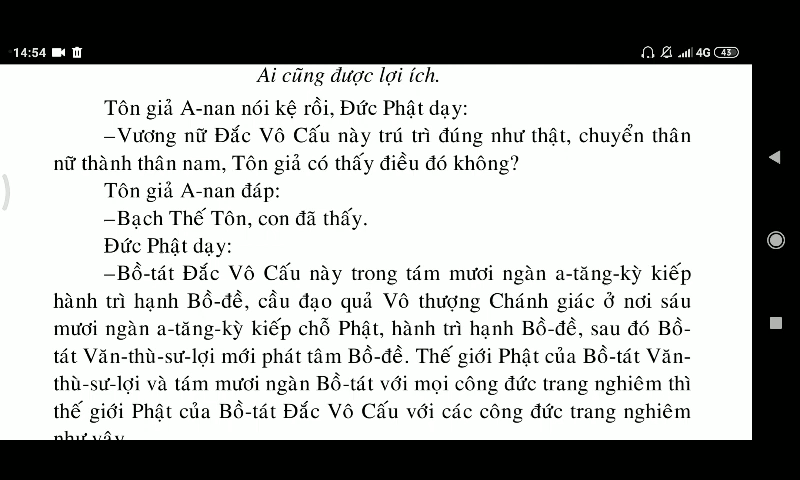 14:54 4G 43
Ai cũng được lợi ích.
Tôn giả A-nan nói kệ rồi, Đức Phật dạy:
–Vương nữ Đắc Vô Cấu này trú trì đúng như thật, chuyển thân
nữ thành thân nam, Tôn giả có thấy điều đó không?
Tôn giả A-nan đáp:
–Bạch Thế Tôn, con đã thấy.
Đức Phật dạy:
–Bồ-tát Đắc Vô Cấu này trong tám mươi ngàn a-tăng-kỳ kiếp
hành trì hạnh Bồ-đề, cầu đạo quả Vô thượng Chánh giác ở nơi sáu
mươi ngàn a-tăng-kỳ kiếp chỗ Phật, hành trì hạnh Bồ-đề, sau đó Bồ-
tát Văn-thù-sư-lợi mới phát tâm Bồ-đề. Thế giới Phật của Bồ-tát Văn-
thù-sư-lợi và tám mươi ngàn Bồ-tát với mọi công đức trang nghiêm thì
thế giới Phật của Bồ-tát Đắc Vô Cấu với các công đức trang nghiêm
như vậy